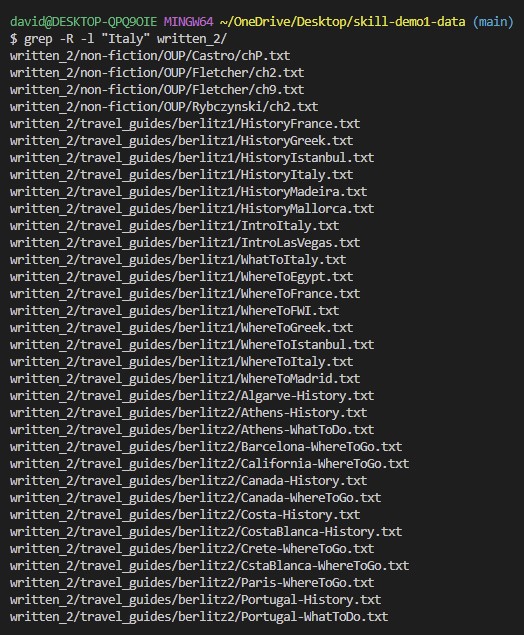 david@DESKTOP-QPQ9OIE MINGW64 ~/OneDrive/Desktop/skill-demo1-data (main)
$ grep -R -l "Italy" written_2/
written_2/non-fiction/OUP/Castro/chP.txt
written_2/non-fiction/OUP/Fletcher/ch2.txt
written_2/non-fiction/OUP/Fletcher/ch9.txt
written_2/non-fiction/OUP/Rybczynski/ch2.txt
written_2/travel_guides/berlitz1/HistoryFrance.txt
written_2/travel_guides/berlitz1/HistoryGreek.txt
written_2/travel_guides/berlitz1/HistoryIstanbul.txt
written_2/travel_guides/berlitz1/HistoryItaly.txt
written_2/travel_guides/berlitz1/HistoryMadeira.txt
written_2/travel_guides/berlitz1/HistoryMallorca.txt
written_2/travel_guides/berlitz1/IntroItaly.txt
written_2/travel_guides/berlitz1/IntroLasVegas.txt
written_2/travel_guides/berlitz1/WhatToItaly.txt
written_2/travel_guides/berlitz1/WhereToEgypt.txt
written_2/travel_guides/berlitz1/WhereToFrance.txt
written_2/travel_guides/berlitz1/WhereToFWI.txt
written_2/travel_guides/berlitz1/WhereToGreek.txt
written_2/travel_guides/berlitz1/WhereToIstanbul.txt
written_2/travel_guides/berlitz1/WhereToItaly.txt
written_2/travel_guides/berlitz1/WhereToMadrid.txt
written_2/travel_guides/berlitz2/Algarve-History.txt
written_2/travel_guides/berlitz2/Athens-History.txt
written_2/travel_guides/berlitz2/Athens-WhatToDo.txt
written_2/travel_guides/berlitz2/Barcelona-WhereToGo.txt
written_2/travel_guides/berlitz2/California-WhereToGo.txt
written_2/travel_guides/berlitz2/Canada-History.txt
written_2/travel_guides/berlitz2/Canada-WhereToGo.txt
written_2/travel_guides/berlitz2/Costa-History.txt
written_2/travel_guides/berlitz2/CostaBlanca-History.txt
written_2/travel_guides/berlitz2/Crete-WhereToGo.txt
written_2/travel_guides/berlitz2/CstaBlanca-WhereToGo.txt
written_2/travel_guides/berlitz2/Paris-WhereToGo.txt
written_2/travel_guides/berlitz2/Portugal-History.txt
written_2/travel_guides/berlitz2/Portugal-WhatToDo.txt